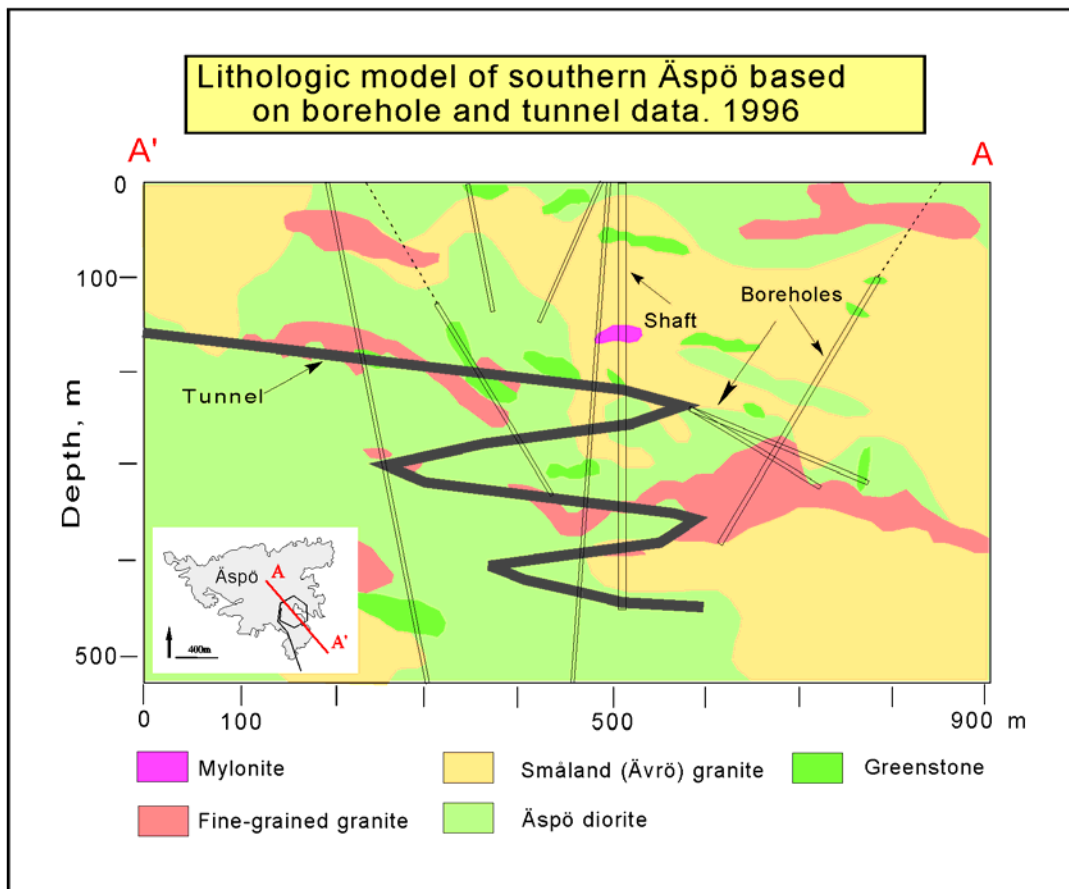 Lithologic model of southern Äspö based
on borehole and tunnel data. 1996
A'
A
0
100
500
Depth, m
Boreholes
Shaft
Tunnel
Äspö
A
A'
400m
0
100
500
900 m
Mylonite
Småland (Ävrö) granite
Greenstone
Fine-grained granite
Äspö diorite